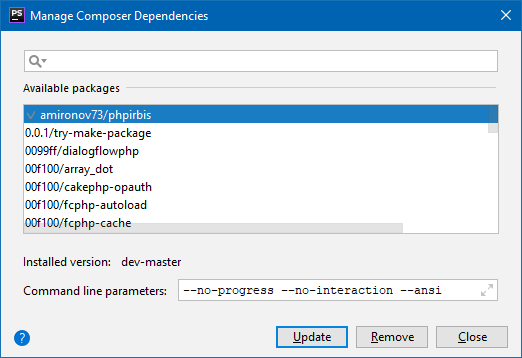 PS Manage Composer Dependencies
Available packages
amironov73/phpirbis
0.0.1/try-make-package
0099ff/dialogflowphp
00f100/array_dot
00f100/cakephp-opauth
00f100/fcphp-autoload
00f100/fcphp-cache
Installed version: dev-master
Command line parameters: --no-progress --no-interaction --ansi
? Update Remove Close